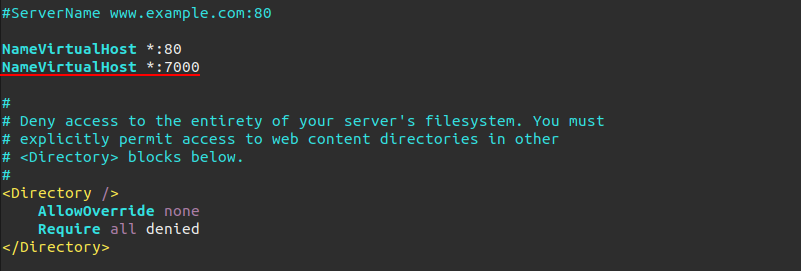 #ServerName www.example.com:80
NameVirtualHost *:80
NameVirtualHost *:7000
#
# Deny access to the entirety of your server's filesystem. You must
# explicitly permit access to web content directories in other
# <Directory> blocks below.
#
<Directory />
    AllowOverride none
    Require all denied
</Directory>